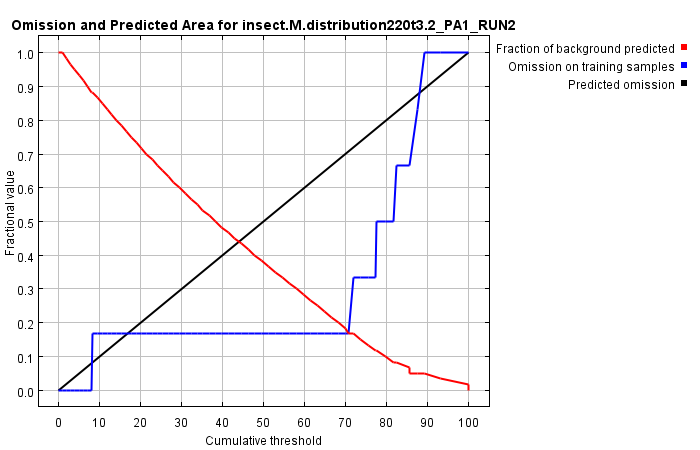 Omission and Predicted Area for insect.M.distribution220t3.2_PA1_RUN2
Fraction of background predicted
Omission on training samples
Predicted omission
Fractional value
1.0
0.9
0.8
0.7
0.6
0.5
0.4
0.3
0.2
0.1
0.0
0 10 20 30 40 50 60 70 80 90 100
Cumulative threshold